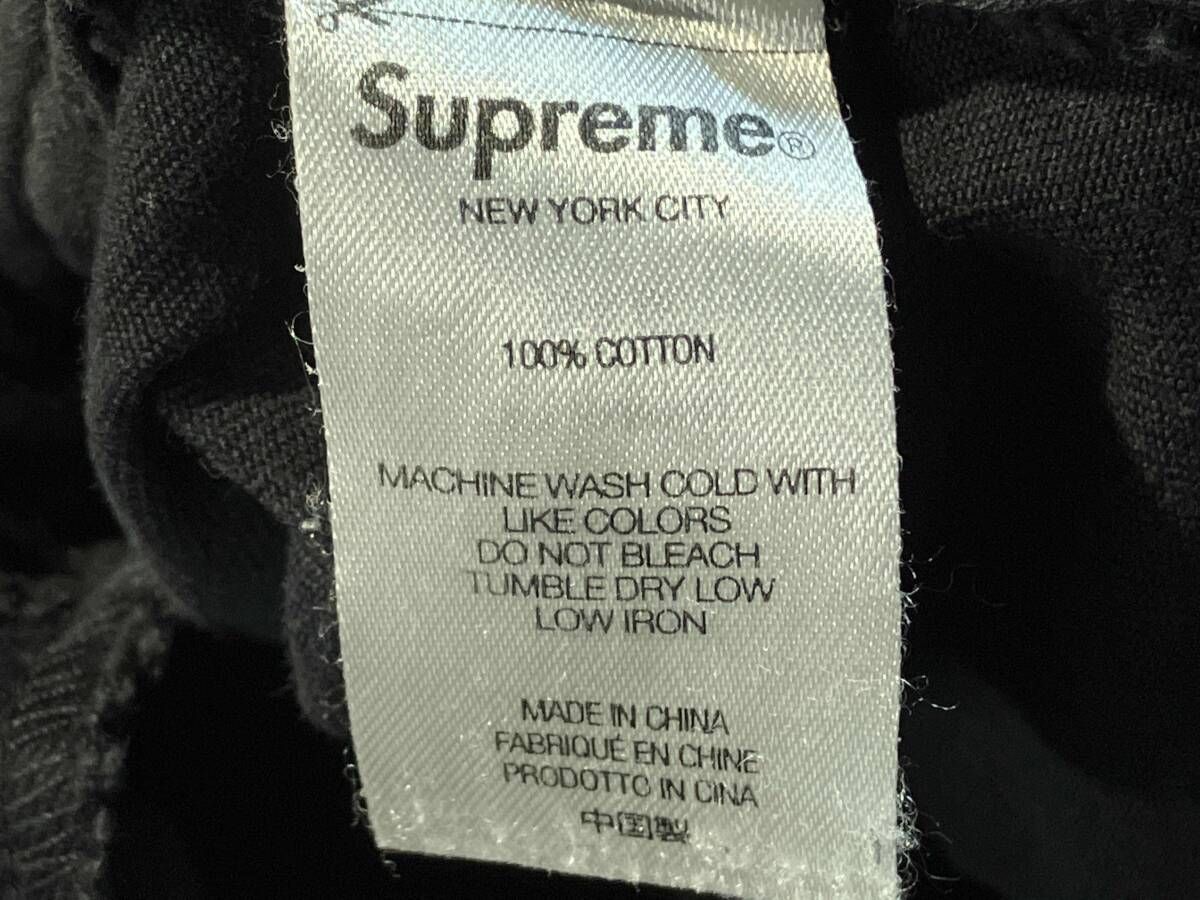 Supreme®
NEW YORK CITY
100% COTTON
MACHINE WASH COLD WITH
LIKE COLORS
DO NOT BLEACH
TUMBLE DRY LOW
LOW IRON
MADE IN CHINA
FABRIQUÉ EN CHINE
PRODOTTO IN CINA
中国製